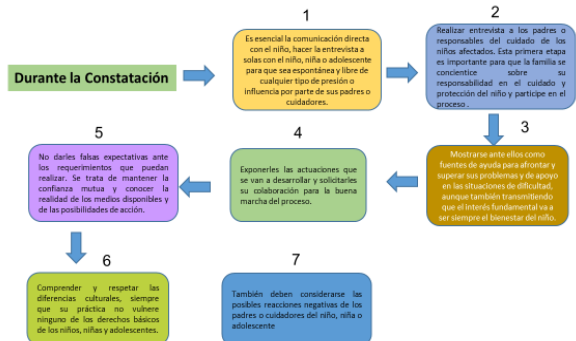 Durante la Constatación
1
Es esencial la comunicación directa
con el niño, hacer la entrevista a
solas con el niño, niña o adolescente
para que sea espontánea y libre de
cualquier tipo de presión o
influencia por parte de sus padres o
cuidadores.
2
Realizar entrevista a los padres o
responsables del cuidado de los
niños afectados. Esta primera etapa
es importante para que la familia se
concientice sobre su
responsabilidad en el cuidado y
protección del niño y participe en el
proceso .
3
Mostrarse ante ellos como
fuentes de ayuda para afrontar y
superar sus problemas y de apoyo
en las situaciones de dificultad,
aunque también transmitiendo
que el interés fundamental va a
ser siempre el bienestar del niño.
4
Exponerles las actuaciones que
se van a desarrollar y solicitarles
su colaboración para la buena
marcha del proceso.
5
No darles falsas expectativas ante
los requerimientos que puedan
realizar. Se trata de mantener la
confianza mutua y conocer la
realidad de los medios disponibles y
de las posibilidades de acción.
6
Comprender y respetar las
diferencias culturales, siempre
que su práctica no vulnere
ninguno de los derechos básicos
de los niños, niñas y adolescentes.
7
También deben considerarse las
posibles reacciones negativas de los
padres o cuidadores del niño, niña o
adolescente